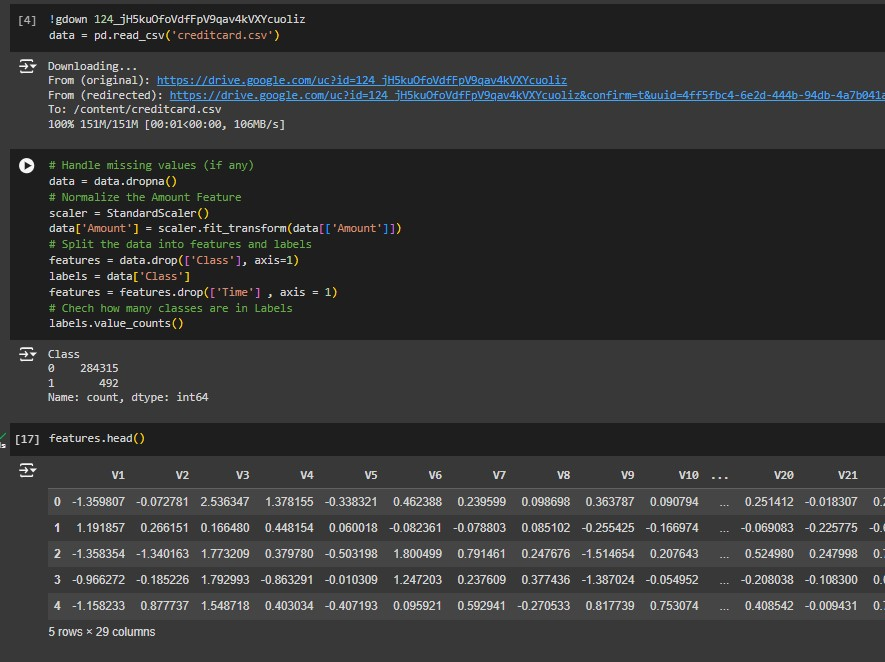 [4] !gdown 124_jH5kuOfoVdfFpV9qav4kVXYcuoliz
data = pd.read_csv('creditcard.csv')
Downloading...
From (original): https://drive.google.com/uc?id=124_jH5kuOfoVdfFpV9qav4kVXYcuoliz
From (redirected): https://drive.google.com/uc?id=124_jH5kuOfoVdfFpV9qav4kVXYcuoliz&confirm=t&uuid=4ff5fbc4-6e2d-444b-94db-4a7b041a
To: /content/creditcard.csv
100% 151M/151M [00:01<00:00, 106MB/s]
# Handle missing values (if any)
data = data.dropna()
# Normalize the Amount Feature
scaler = StandardScaler()
data['Amount'] = scaler.fit_transform(data[['Amount']])
# Split the data into features and labels
features = data.drop(['Class'], axis=1)
labels = data['Class']
features = features.drop(['Time'] , axis = 1)
# Chech how many classes are in Labels
labels.value_counts()
Class
0 284315
1 492
Name: count, dtype: int64
[17] features.head()
V1 V2 V3 V4 V5 V6 V7 V8 V9 V10 ... V20 V21
0 -1.359807 -0.072781 2.536347 1.378155 -0.338321 0.462388 0.239599 0.098698 0.363787 0.090794 ... 0.251412 -0.018307
1 1.191857 0.266151 0.166480 0.448154 0.060018 -0.082361 -0.078803 0.085102 -0.255425 -0.166974 ... -0.069083 -0.225775
2 -1.358354 -1.340163 1.773209 0.379780 -0.503198 1.800499 0.791461 0.247676 -1.514654 0.207643 ... 0.524980 0.247998
3 -0.966272 -0.185226 1.792993 -0.863291 -0.010309 1.247203 0.237609 0.377436 -1.387024 -0.054952 ... -0.208038 -0.108300
4 -1.158233 0.877737 1.548718 0.403034 -0.407193 0.095921 0.592941 -0.270533 0.817739 0.753074 ... 0.408542 -0.009431
5 rows × 29 columns